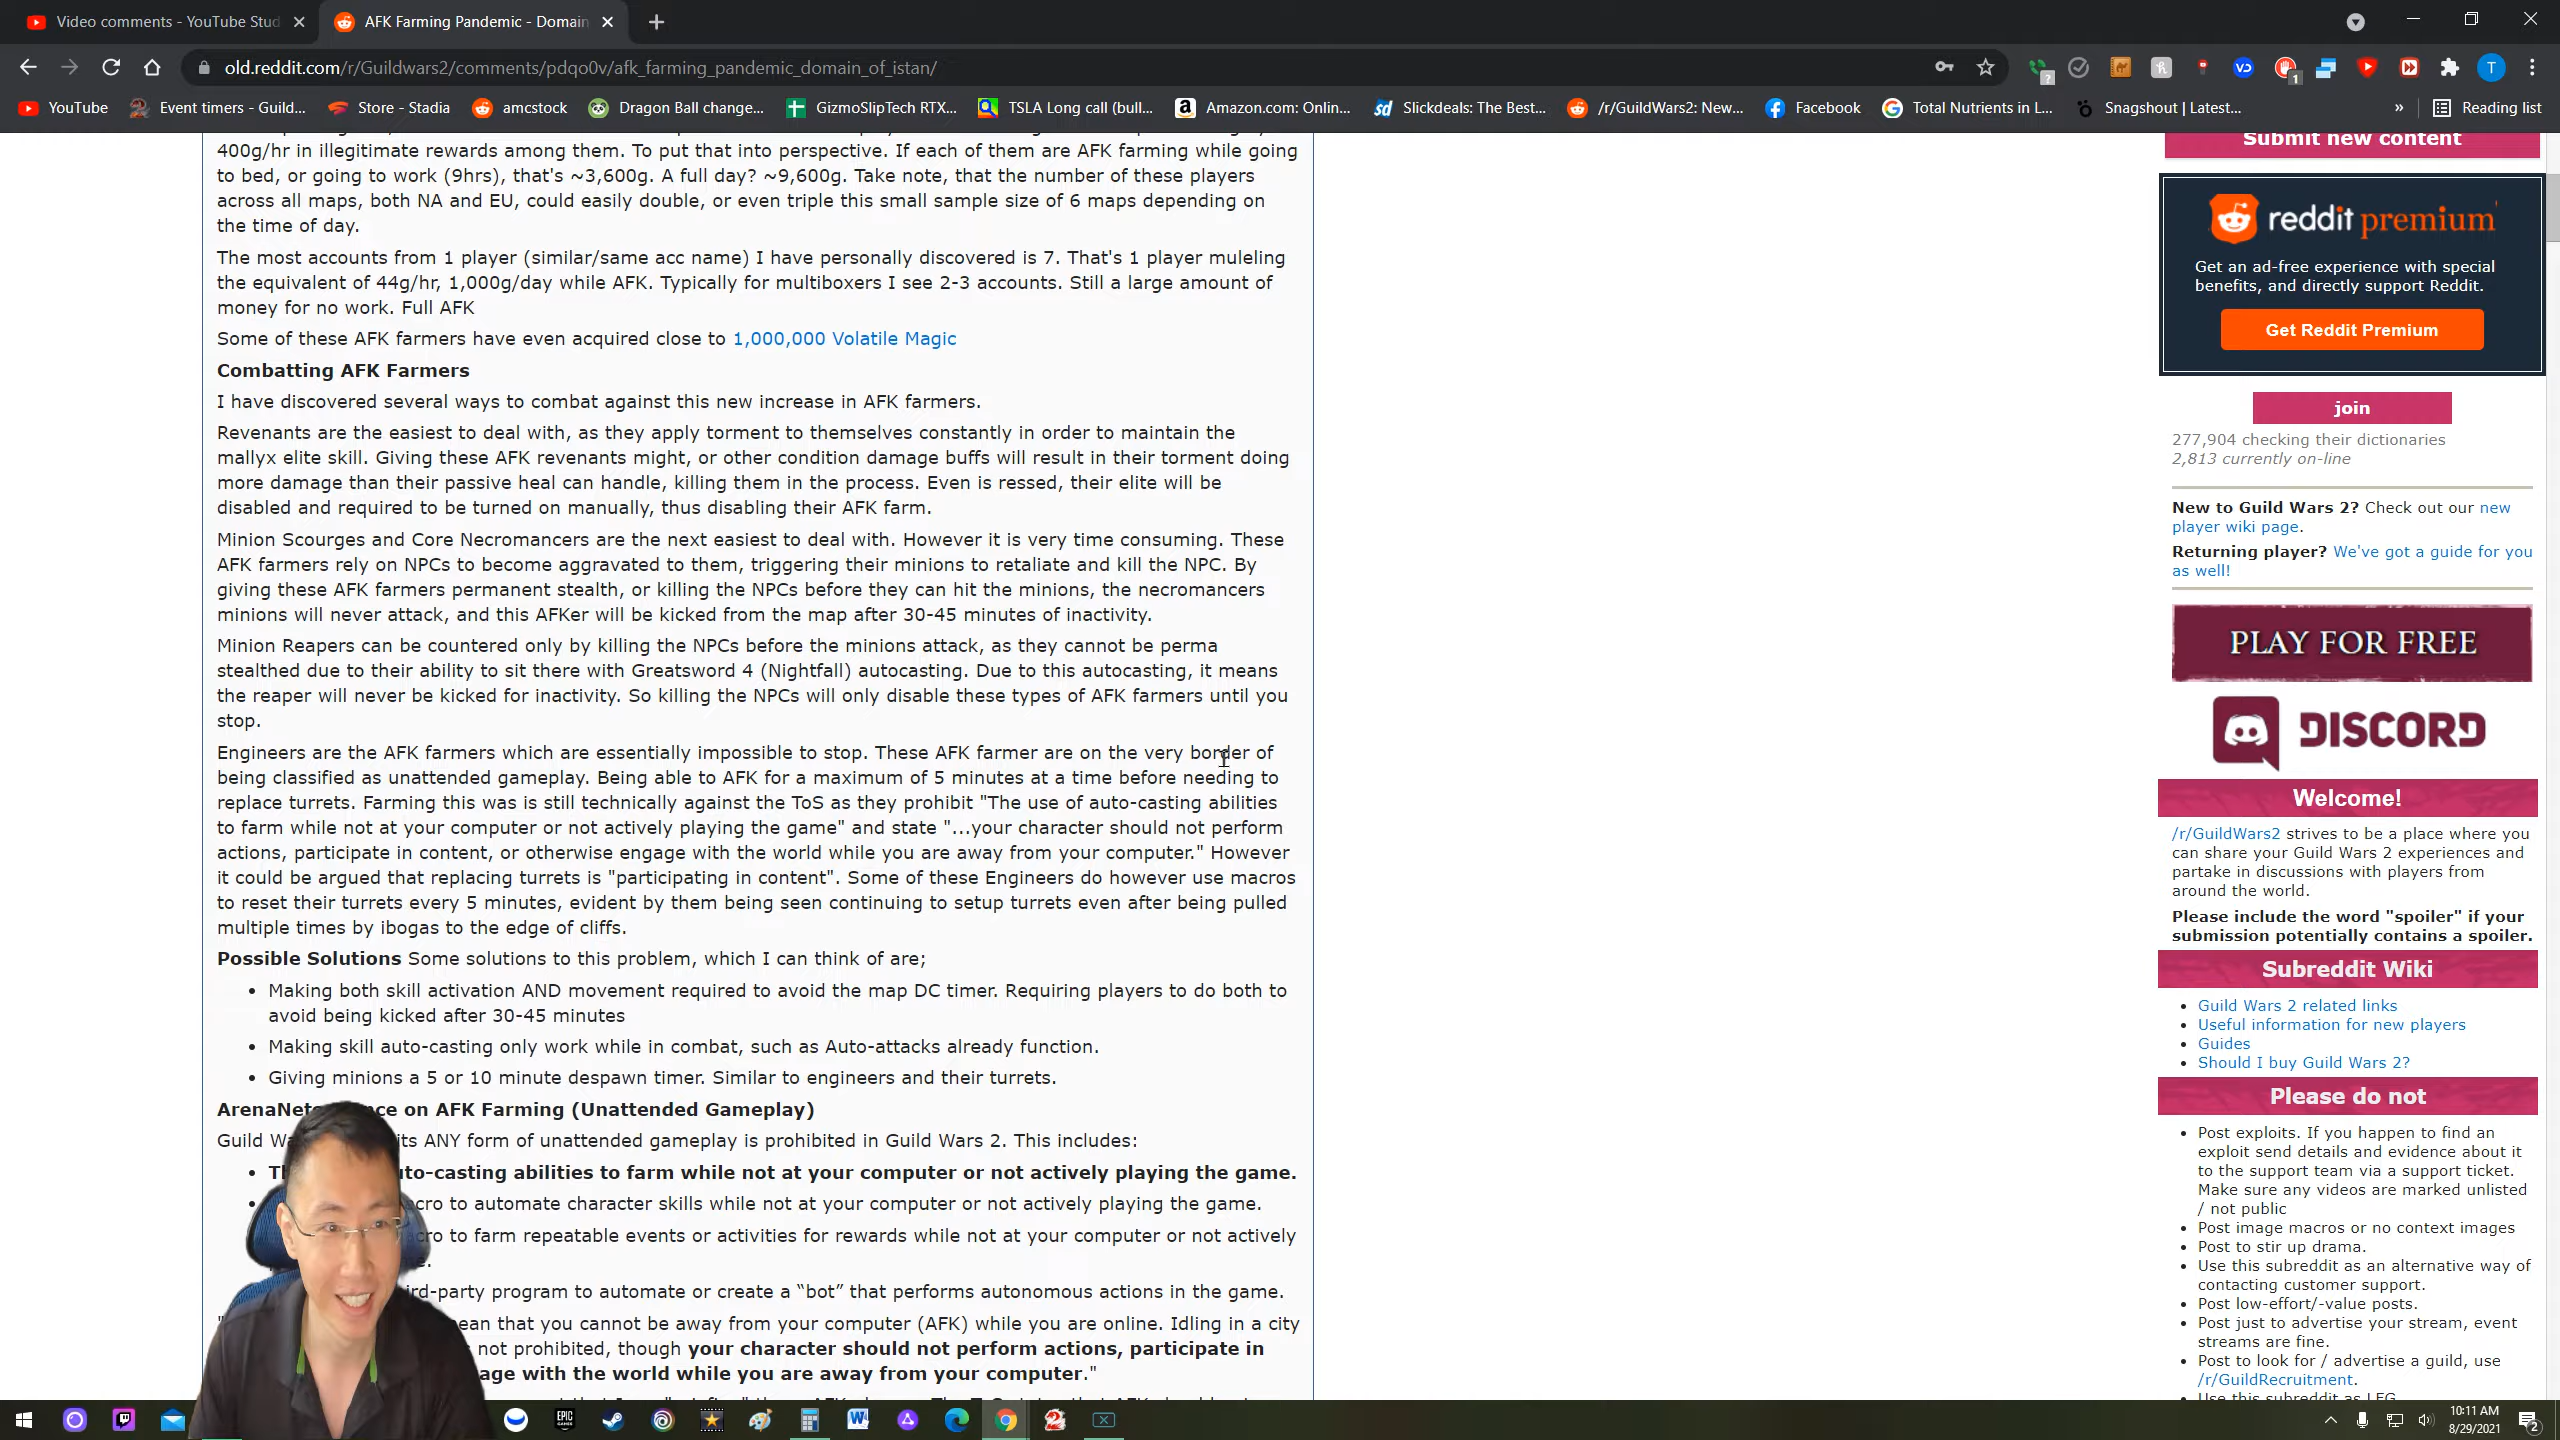 Video comments - YouTube Stud
AFK Farming Pandemic - Domain
old.reddit.com/r/Guildwars2/comments/pdqo0v/afk_farming_pandemic_domain_of_istan/
YouTube
Event timers - Guild...
Store - Stadia
amcstock
Dragon Ball change...
GizmoSlipTech RTX...
TSLA Long call (bull...
Amazon.com: Onlin...
Slickdeals: The Best...
/r/GuildWars2: New...
Facebook
Total Nutrients in L...
Snagshout | Latest...
»
Reading list
400g/hr in illegitimate rewards among them. To put that into perspective. If each of them are AFK farming while going
to bed, or going to work (9hrs), that's ~3,600g. A full day? ~9,600g. Take note, that the number of these players
across all maps, both NA and EU, could easily double, or even triple this small sample size of 6 maps depending on
the time of day.
The most accounts from 1 player (similar/same acc name) I have personally discovered is 7. That's 1 player muleling
the equivalent of 44g/hr, 1,000g/day while AFK. Typically for multiboxers I see 2-3 accounts. Still a large amount of
money for no work. Full AFK
Some of these AFK farmers have even acquired close to 1,000,000 Volatile Magic
Combatting AFK Farmers
I have discovered several ways to combat against this new increase in AFK farmers.
Revenants are the easiest to deal with, as they apply torment to themselves constantly in order to maintain the
mallyx elite skill. Giving these AFK revenants might, or other condition damage buffs will result in their torment doing
more damage than their passive heal can handle, killing them in the process. Even is ressed, their elite will be
disabled and required to be turned on manually, thus disabling their AFK farm.
Minion Scourges and Core Necromancers are the next easiest to deal with. However it is very time consuming. These
AFK farmers rely on NPCs to become aggravated to them, triggering their minions to retaliate and kill the NPC. By
giving these AFK farmers permanent stealth, or killing the NPCs before they can hit the minions, the necromancers
minions will never attack, and this AFKer will be kicked from the map after 30-45 minutes of inactivity.
Minion Reapers can be countered only by killing the NPCs before the minions attack, as they cannot be perma
stealthed due to their ability to sit there with Greatsword 4 (Nightfall) autocasting. Due to this autocasting, it means
the reaper will never be kicked for inactivity. So killing the NPCs will only disable these types of AFK farmers until you
stop.
Engineers are the AFK farmers which are essentially impossible to stop. These AFK farmer are on the very border of
being classified as unattended gameplay. Being able to AFK for a maximum of 5 minutes at a time before needing to
replace turrets. Farming this was is still technically against the ToS as they prohibit "The use of auto-casting abilities
to farm while not at your computer or not actively playing the game" and state "...your character should not perform
actions, participate in content, or otherwise engage with the world while you are away from your computer." However
it could be argued that replacing turrets is "participating in content". Some of these Engineers do however use macros
to reset their turrets every 5 minutes, evident by them being seen continuing to setup turrets even after being pulled
multiple times by ibogas to the edge of cliffs.
Possible Solutions Some solutions to this problem, which I can think of are;
• Making both skill activation AND movement required to avoid the map DC timer. Requiring players to do both to
avoid being kicked after 30-45 minutes
• Making skill auto-casting only work while in combat, such as Auto-attacks already function.
• Giving minions a 5 or 10 minute despawn timer. Similar to engineers and their turrets.
ArenaNet ce on AFK Farming (Unattended Gameplay)
Guild Wa its ANY form of unattended gameplay is prohibited in Guild Wars 2. This includes:
• Th uto-casting abilities to farm while not at your computer or not actively playing the game.
cro to automate character skills while not at your computer or not actively playing the game.
cro to farm repeatable events or activities for rewards while not at your computer or not actively
e.
ird-party program to automate or create a “bot” that performs autonomous actions in the game.
" ean that you cannot be away from your computer (AFK) while you are online. Idling in a city
not prohibited, though your character should not perform actions, participate in
age with the world while you are away from your computer."
Submit new content
reddit premium
Get an ad-free experience with special
benefits, and directly support Reddit.
Get Reddit Premium
join
277,904 checking their dictionaries
2,813 currently on-line
New to Guild Wars 2? Check out our new
player wiki page.
Returning player? We've got a guide for you
as well!
PLAY FOR FREE
DISCORD
Welcome!
/r/GuildWars2 strives to be a place where you
can share your Guild Wars 2 experiences and
partake in discussions with players from
around the world.
Please include the word "spoiler" if your
submission potentially contains a spoiler.
Subreddit Wiki
• Guild Wars 2 related links
• Useful information for new players
• Guides
• Should I buy Guild Wars 2?
Please do not
• Post exploits. If you happen to find an
exploit send details and evidence about it
to the support team via a support ticket.
Make sure any videos are marked unlisted
/ not public
• Post image macros or no context images
• Post to stir up drama.
• Use this subreddit as an alternative way of
contacting customer support.
• Post low-effort/-value posts.
• Post just to advertise your stream, event
streams are fine.
• Post to look for / advertise a guild, use
/r/GuildRecruitment.
• Use this subreddit as LFG
10:11 AM
8/29/2021
2